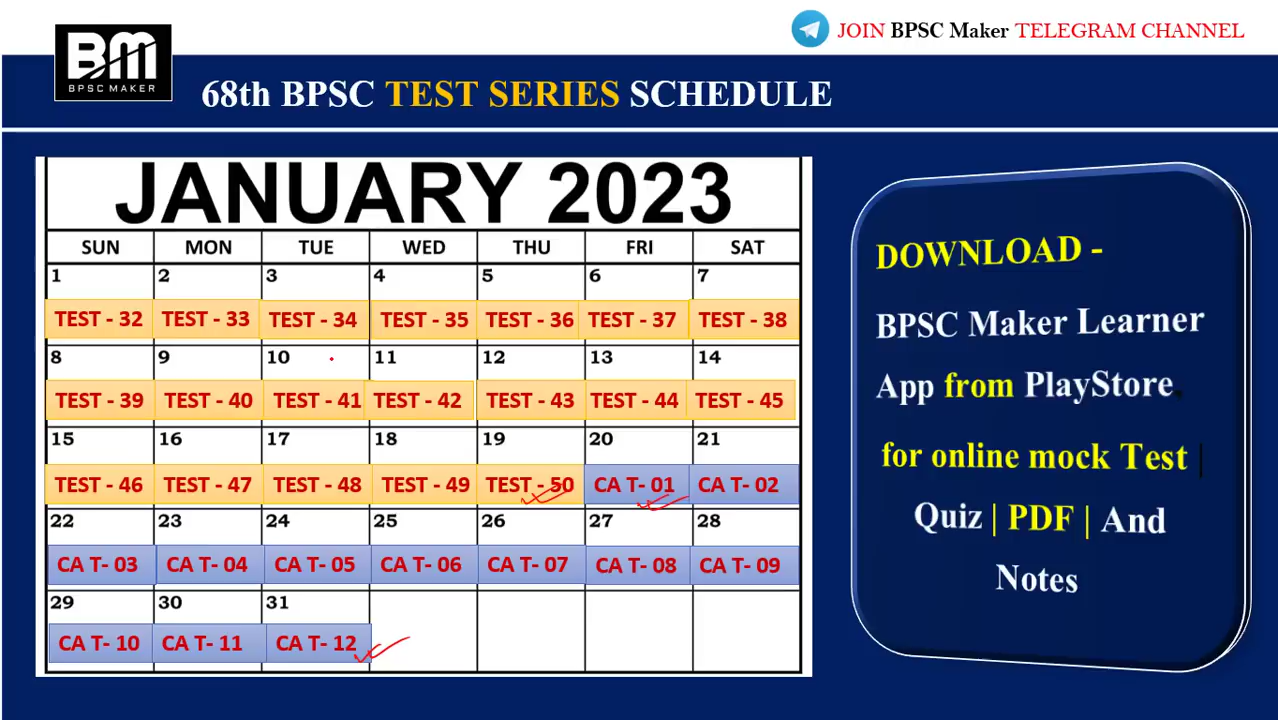 JOIN BPSC Maker TELEGRAM CHANNEL
BM
BPSC MAKER
68th BPSC TEST SERIES SCHEDULE
JANUARY 2023
SUN MON TUE WED THU FRI SAT
1 2 3 4 5 6 7
TEST - 32 TEST - 33 TEST - 34 TEST - 35 TEST - 36 TEST - 37 TEST - 38
8 9 10 11 12 13 14
TEST - 39 TEST - 40 TEST - 41 TEST - 42 TEST - 43 TEST - 44 TEST - 45
15 16 17 18 19 20 21
TEST - 46 TEST - 47 TEST - 48 TEST - 49 TEST - 50 CA T- 01 CA T- 02
22 23 24 25 26 27 28
CA T- 03 CA T- 04 CA T- 05 CA T- 06 CA T- 07 CA T- 08 CA T- 09
29 30 31
CA T- 10 CA T- 11 CA T- 12
DOWNLOAD -
BPSC Maker Learner
App from PlayStore.
for online mock Test |
Quiz | PDF | And
Notes